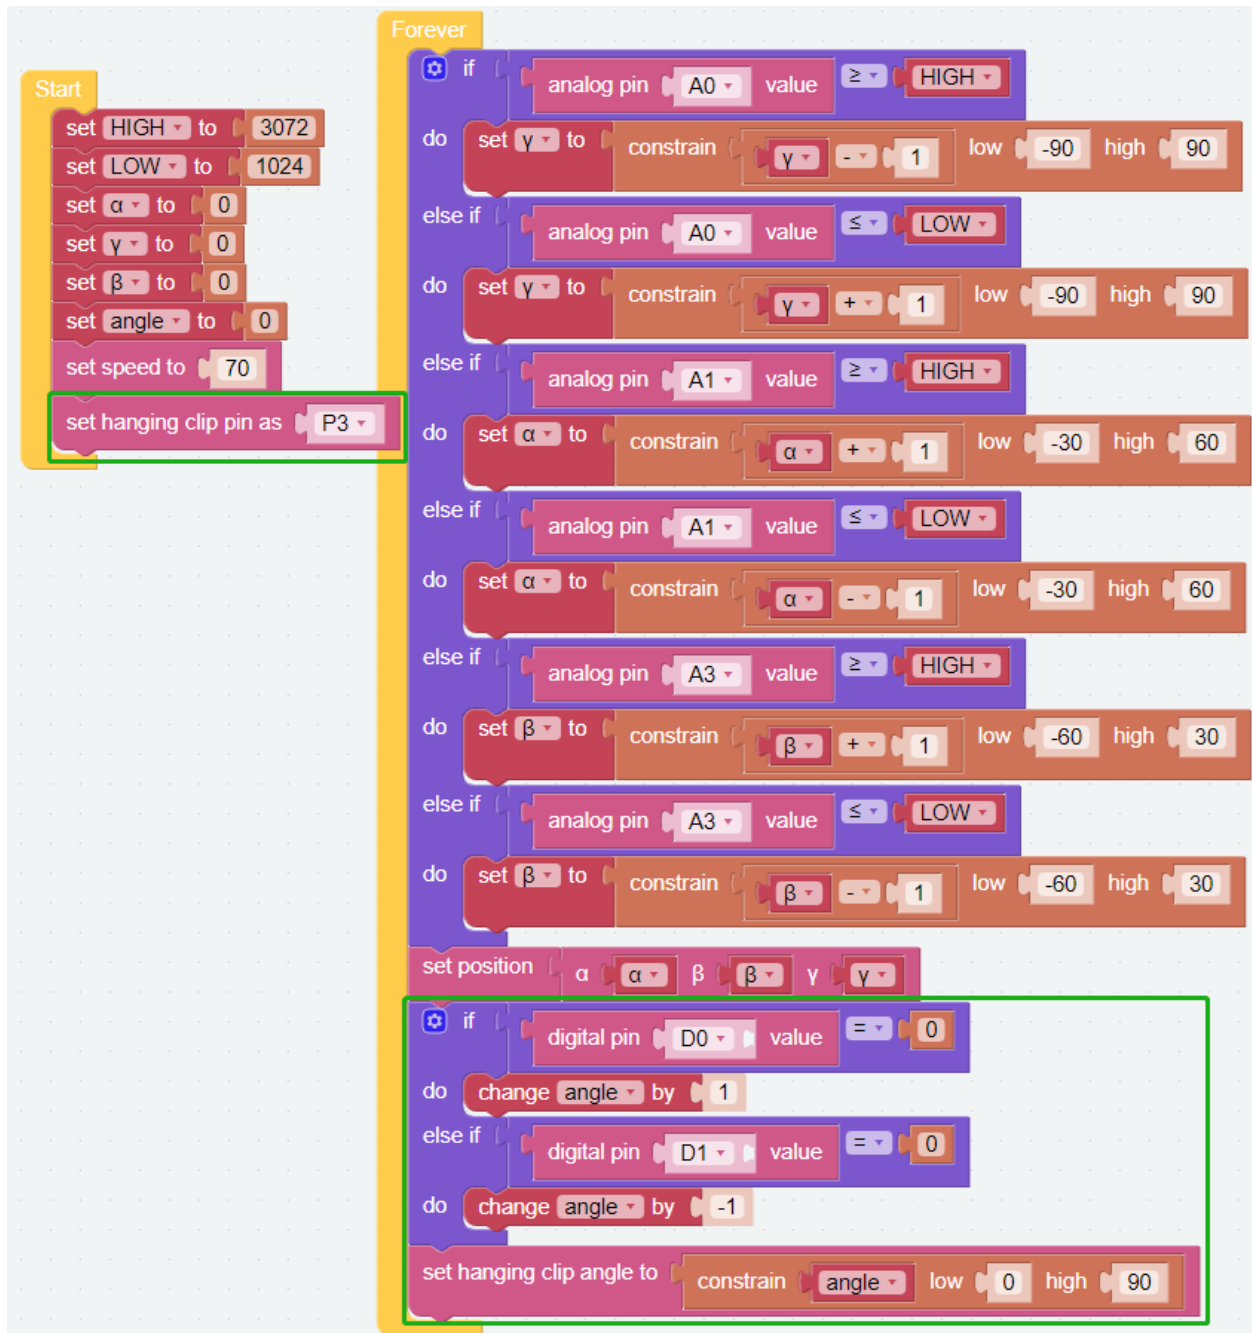 Start
set HIGH to 3072
set LOW to 1024
set α to 0
set γ to 0
set β to 0
set angle to 0
set speed to 70
set hanging clip pin as P3
Forever
if analog pin A0 value ≥ HIGH
do set γ to constrain γ - 1 low -90 high 90
else if analog pin A0 value ≤ LOW
do set γ to constrain γ + 1 low -90 high 90
else if analog pin A1 value ≥ HIGH
do set α to constrain α + 1 low -30 high 60
else if analog pin A1 value ≤ LOW
do set α to constrain α - 1 low -30 high 60
else if analog pin A3 value ≥ HIGH
do set β to constrain β + 1 low -60 high 30
else if analog pin A3 value ≤ LOW
do set β to constrain β - 1 low -60 high 30
set position α α β β γ γ
if digital pin D0 value = 0
do change angle by 1
else if digital pin D1 value = 0
do change angle by -1
set hanging clip angle to constrain angle low 0 high 90